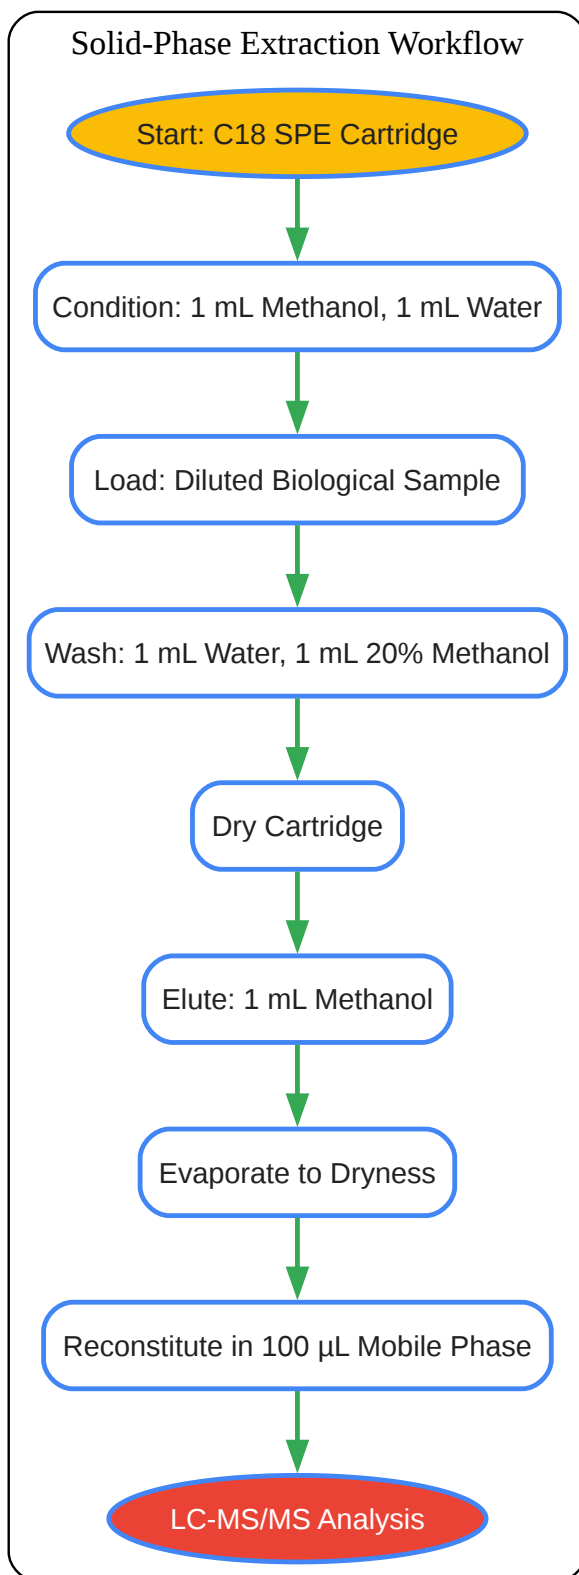 Solid-Phase Extraction Workflow
Start: C18 SPE Cartridge
Condition: 1 mL Methanol, 1 mL Water
Load: Diluted Biological Sample
Wash: 1 mL Water, 1 mL 20% Methanol
Dry Cartridge
Elute: 1 mL Methanol
Evaporate to Dryness
Reconstitute in 100 µL Mobile Phase
LC-MS/MS Analysis